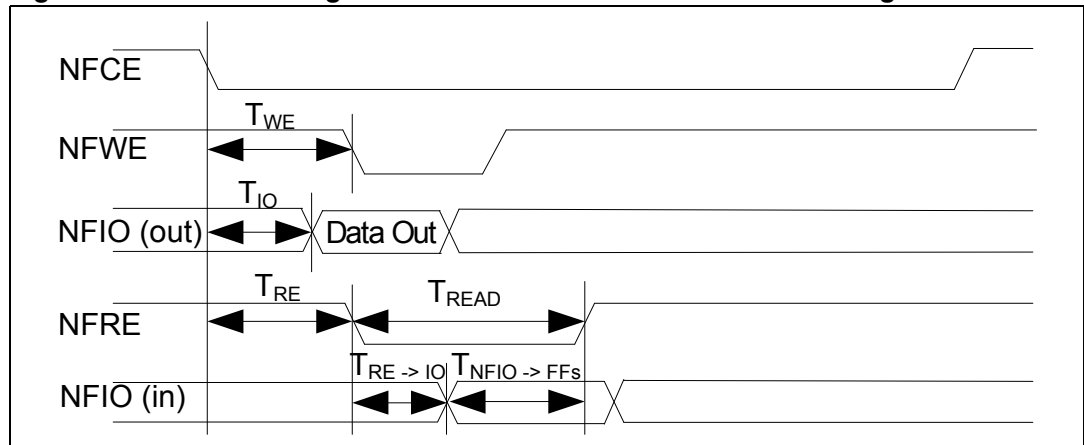 NFCE
T_WE
NFWE
T_IO
NFIO (out) Data Out
T_RE T_READ
NFRE
T_RE -> IO T_NFIO -> FFs
NFIO (in)